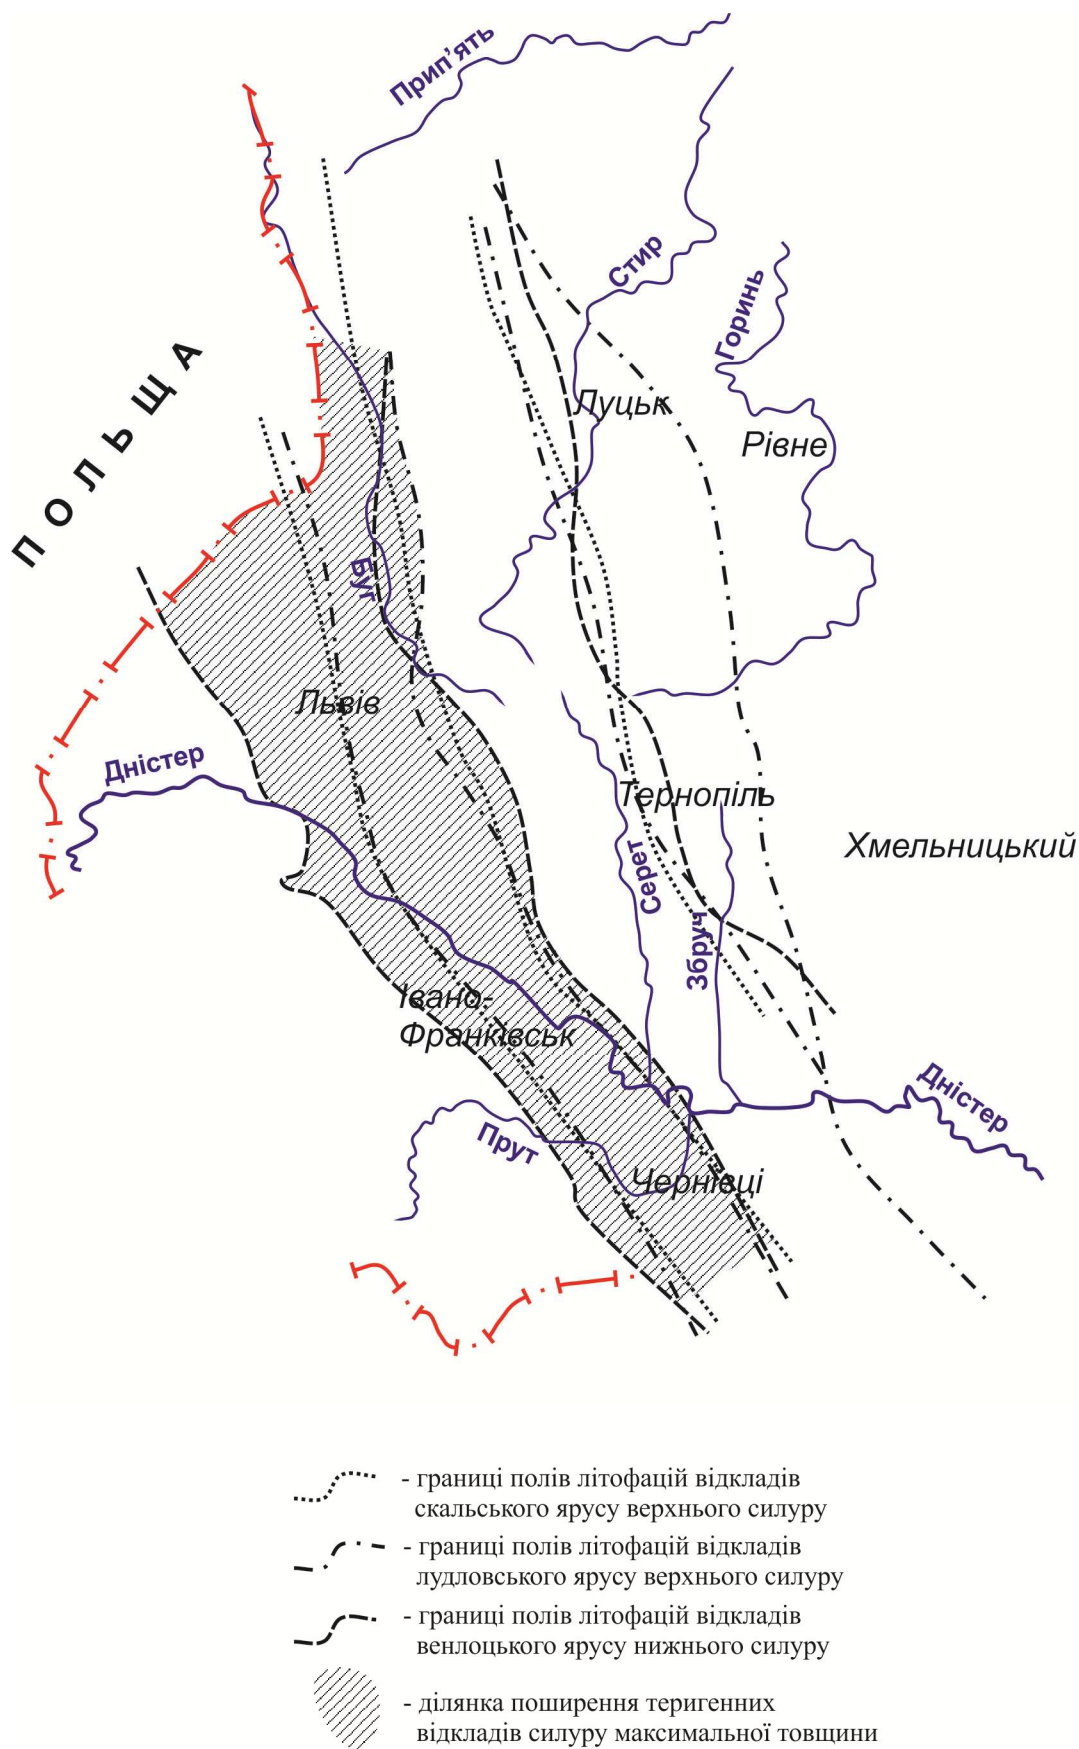 Прип'ять
Стир
Горинь
ПОЛЬЩА
Луцьк
Рівне
Буг
Львів
Дністер
Тернопіль
Хмельницький
Серет
Збруч
Івано-
Франківськ
Дністер
Прут
Чернівці
- границі полів літофацій відкладів
скальського ярусу верхнього силуру
- границі полів літофацій відкладів
лудловського ярусу верхнього силуру
- границі полів літофацій відкладів
венлоцького ярусу нижнього силуру
- ділянка поширення теригенних
відкладів силуру максимальної товщини